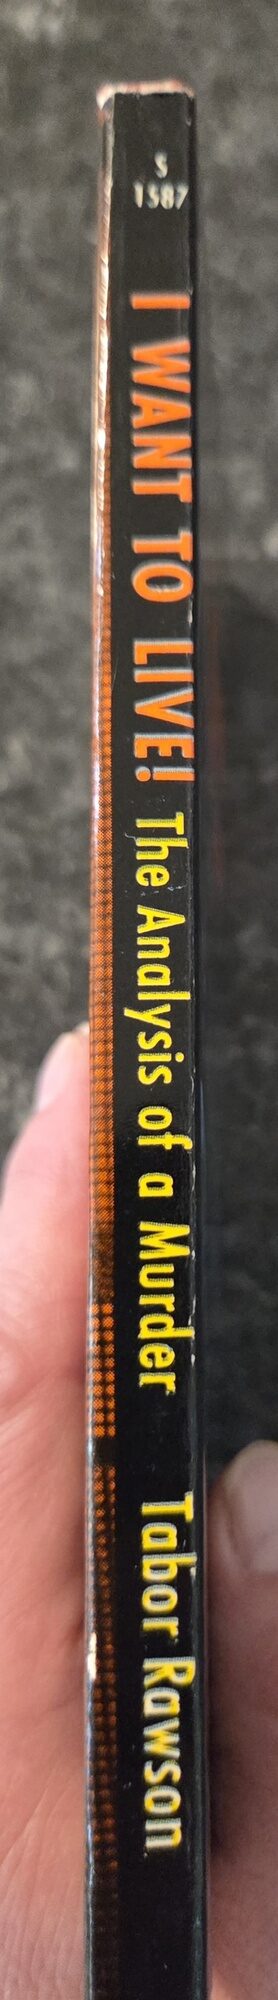 S
1587
I WANT TO LIVE! The Analysis of a Murder Tabor Rawson